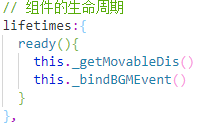 // 组件的生命周期
lifetimes:{
ready(){
this._getMovableDis()
this._bindBGMEvent()
}
},